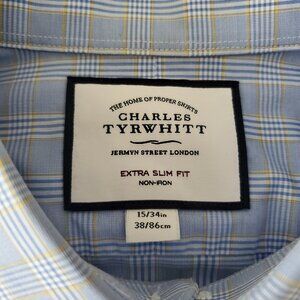 THE HOME OF PROPER SHIRTS
CHARLES
TYRWHITT
JERMYN STREET LONDON
EXTRA SLIM FIT
NON-IRON
15/34in
38/86cm